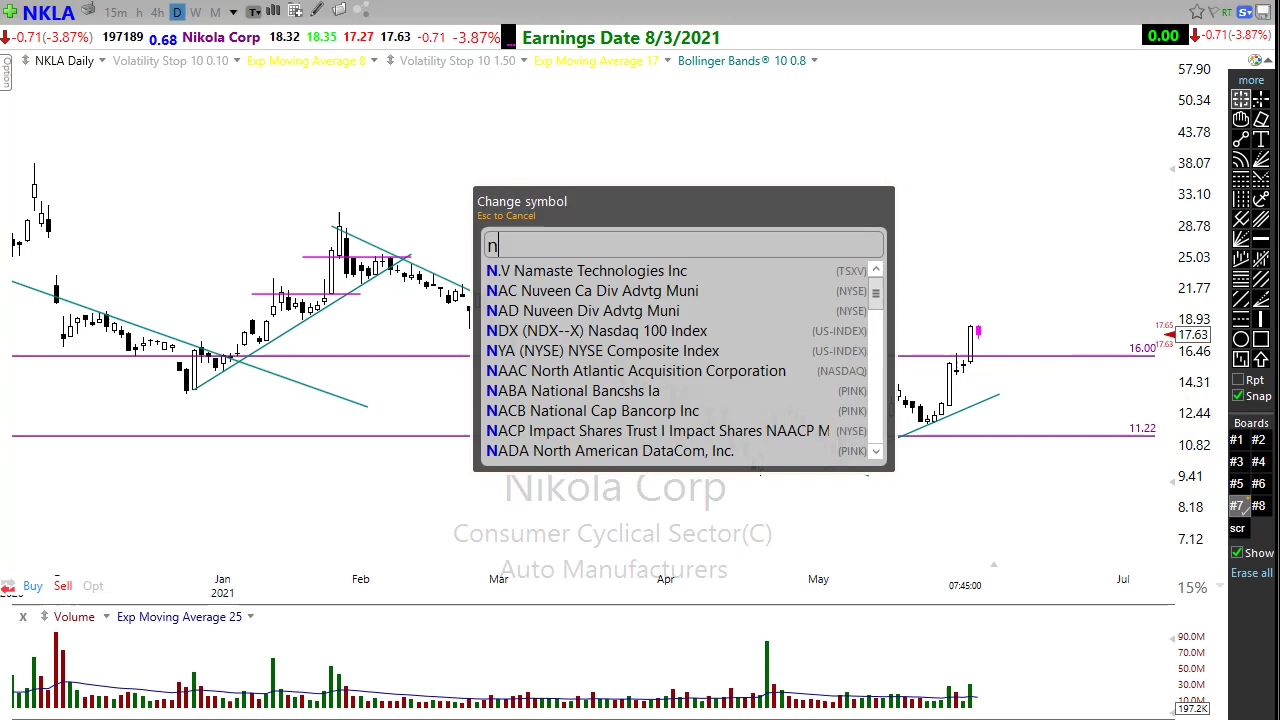 NKLA 15m h 4h D W M
-0.71(-3.87%) 197189 0.68 Nikola Corp 18.32 18.35 17.27 17.63 -0.71 -3.87% Earnings Date 8/3/2021 0.00 -0.71(-3.87%)
RT
Option
NKLA Daily Volatility Stop 10 0.10 Exp Moving Average 8 Volatility Stop 10 1.50 Exp Moving Average 17 Bollinger Bands® 10 0.8
Change symbol
Esc to Cancel
n
N.V Namaste Technologies Inc (TSXV)
NAC Nuveen Ca Div Advtg Muni (NYSE)
NAD Nuveen Div Advtg Muni (NYSE)
NDX (NDX--X) Nasdaq 100 Index (US-INDEX)
NYA (NYSE) NYSE Composite Index (US-INDEX)
NAAC North Atlantic Acquisition Corporation (NASDAQ)
NABA National Bancshs la (PINK)
NACB National Cap Bancorp Inc (PINK)
NACP Impact Shares Trust I Impact Shares NAACP M (NYSE)
NADA North American DataCom, Inc. (PINK)
57.90
50.34
43.78
38.07
33.10
28.78
25.03
21.77
18.93
17.65
17.63
17.63
16.00
16.46
14.31
12.44
11.22
10.82
9.41
8.18
7.12
15%
Nikola Corp
Consumer Cyclical Sector(C)
Auto Manufacturers
Buy Sell Opt
Jan Feb Mar Apr May 07:45:00 Jul
2021
X Volume Exp Moving Average 25
90.0M
70.0M
50.0M
30.0M
10.0M
197.2K
more
Rpt
Snap
Boards
#1 #2
#3 #4
#5 #6
#7 #8
scr
Show
Erase all